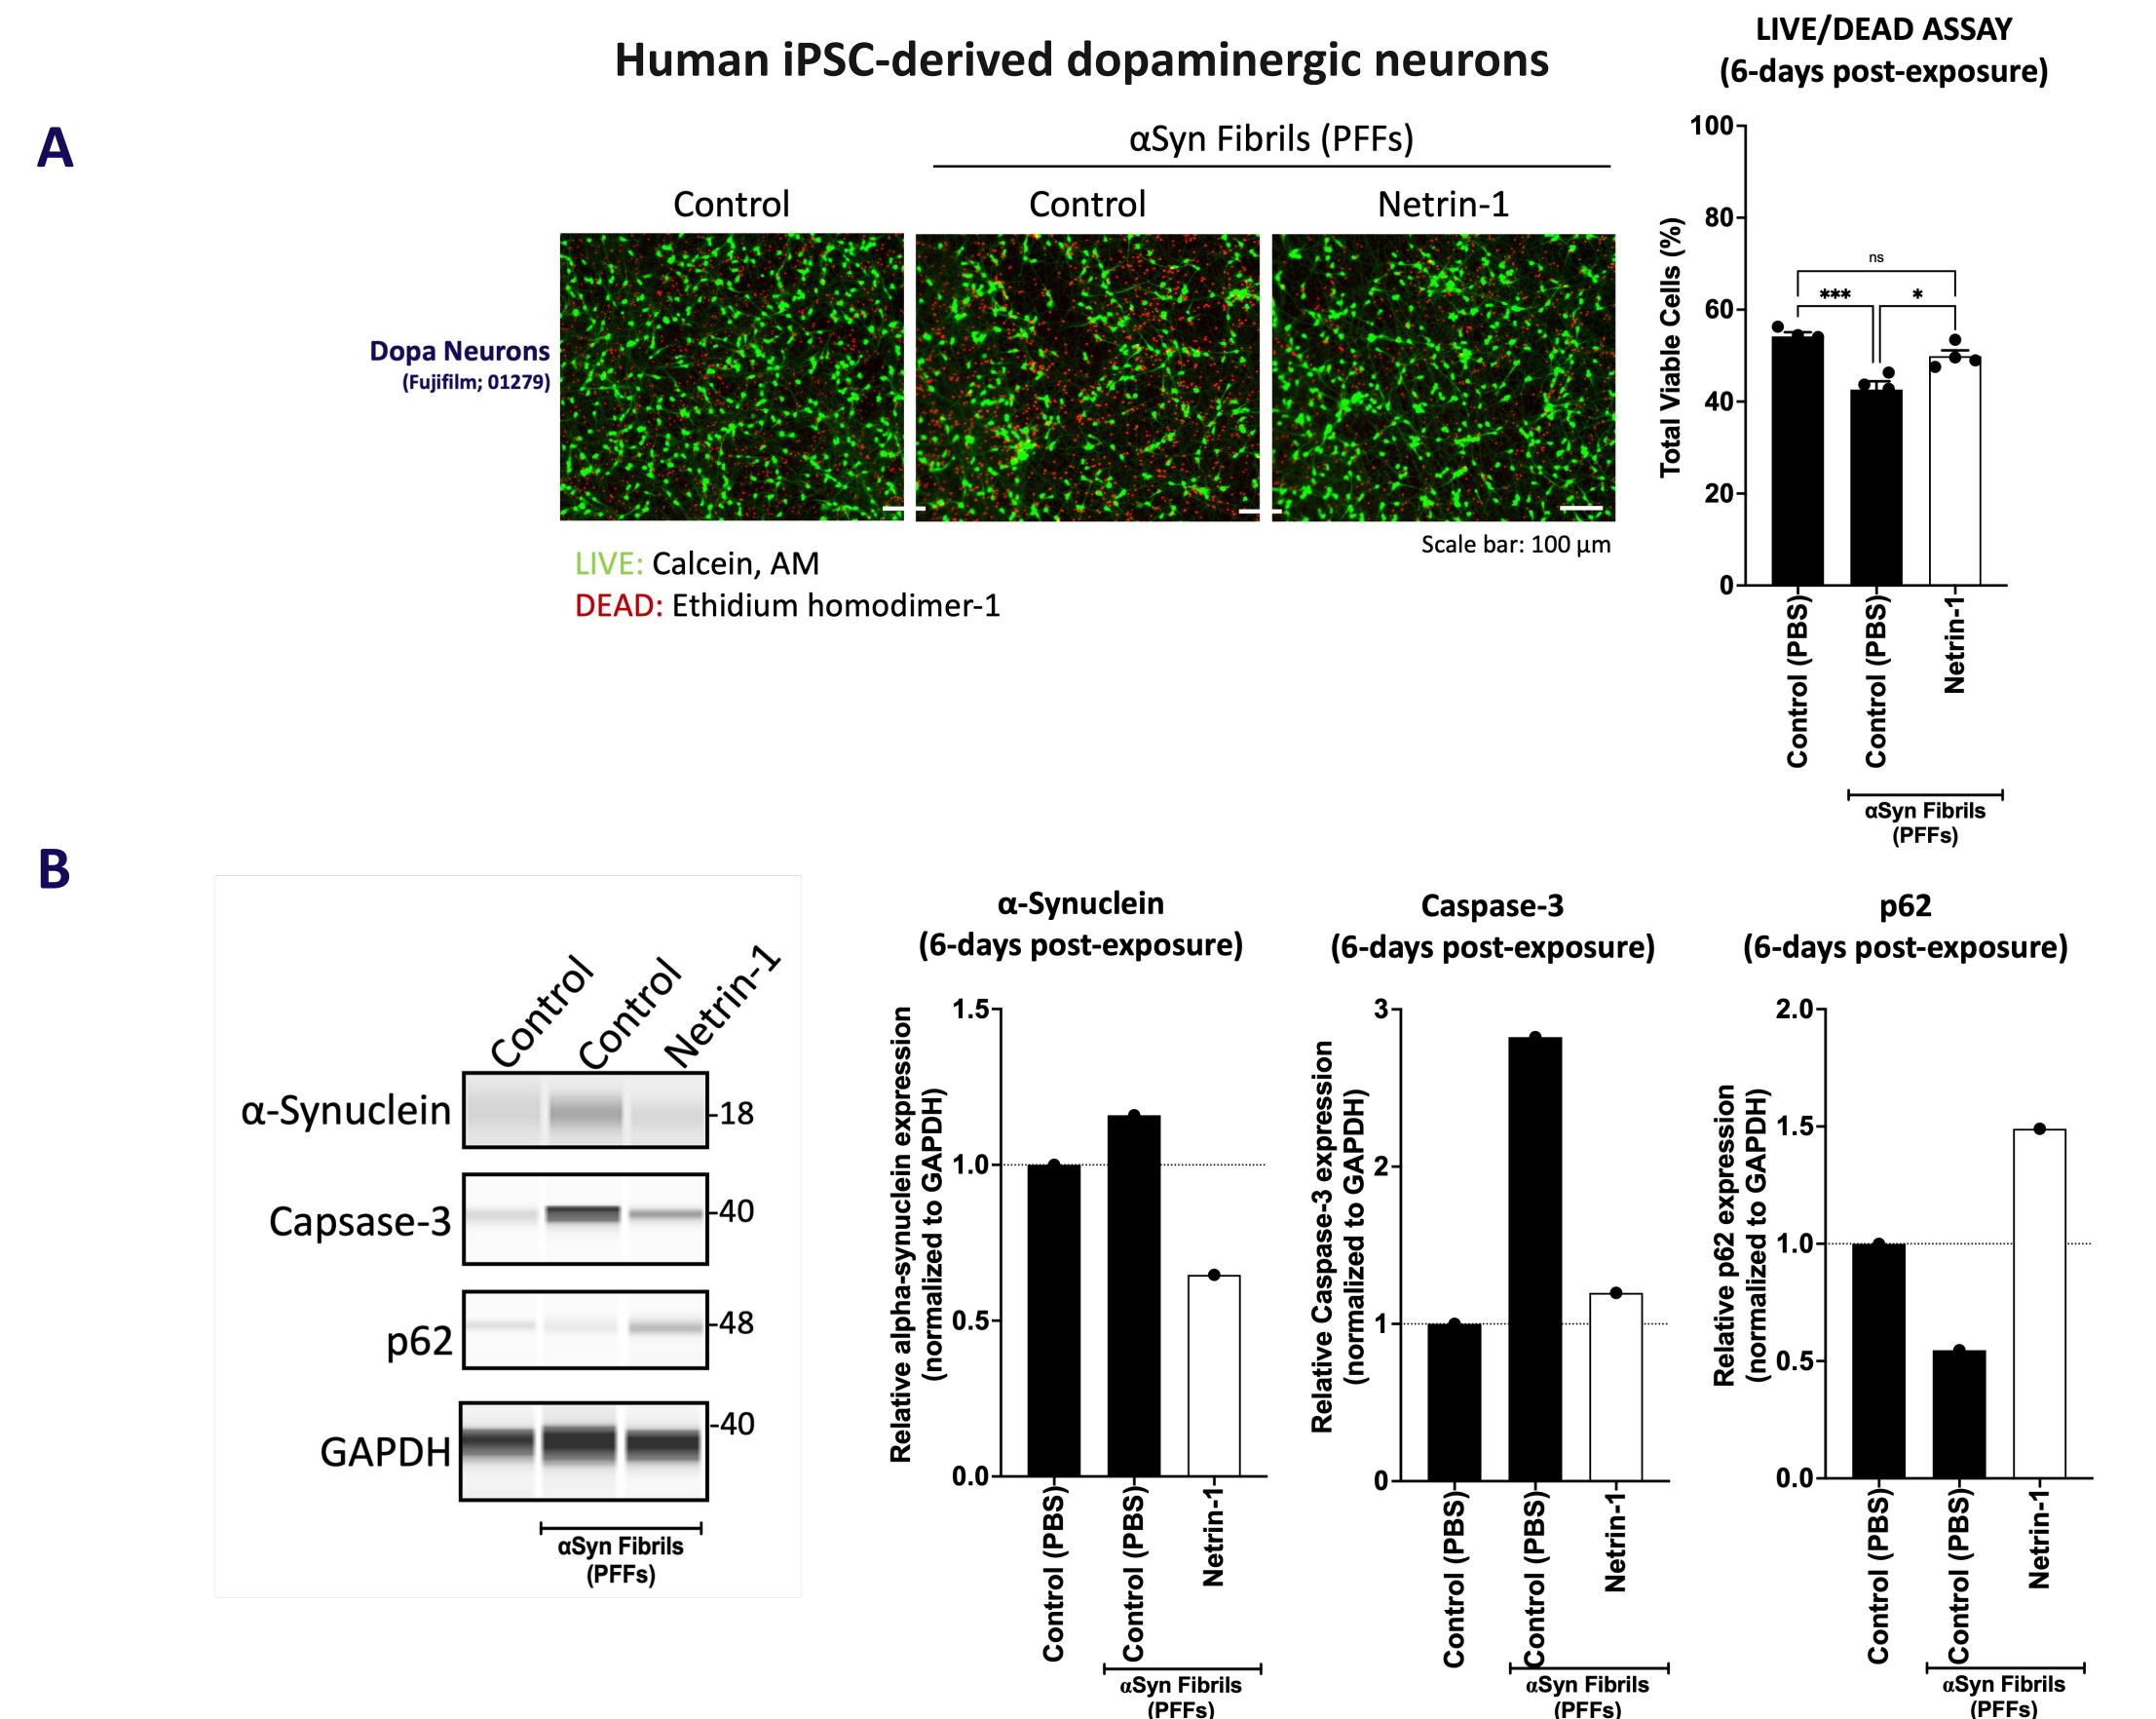 Human iPSC-derived dopaminergic neurons
LIVE/DEAD ASSAY
(6-days post-exposure)
A
αSyn Fibrils (PFFs)
Control
Control
Netrin-1
Dopa Neurons
(Fujifilm; 01279)
Scale bar: 100 µm
LIVE: Calcein, AM
DEAD: Ethidium homodimer-1
Total Viable Cells (%)
100
80
60
40
20
0
ns
***
*
Control (PBS)
Control (PBS)
Netrin-1
αSyn Fibrils
(PFFs)
B
Control
Control
Netrin-1
α-Synuclein
-18
Capsase-3
-40
p62
-48
GAPDH
-40
αSyn Fibrils
(PFFs)
α-Synuclein
(6-days post-exposure)
Relative alpha-synuclein expression
(normalized to GAPDH)
1.5
1.0
0.5
0.0
Control (PBS)
Control (PBS)
Netrin-1
αSyn Fibrils
(PFFs)
Caspase-3
(6-days post-exposure)
Relative Caspase-3 expression
(normalized to GAPDH)
3
2
1
0
Control (PBS)
Control (PBS)
Netrin-1
αSyn Fibrils
(PFFs)
p62
(6-days post-exposure)
Relative p62 expression
(normalized to GAPDH)
2.0
1.5
1.0
0.5
0.0
Control (PBS)
Control (PBS)
Netrin-1
αSyn Fibrils
(PFFs)